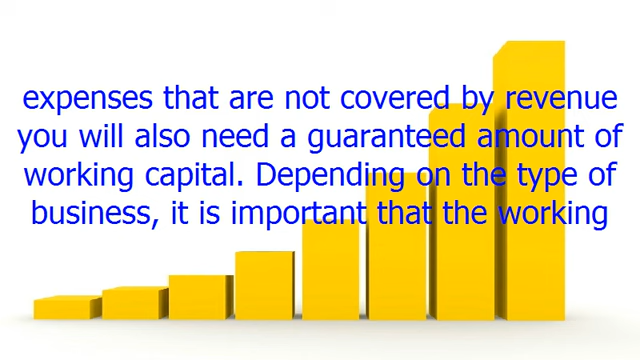 expenses that are not covered by revenue
you will also need a guaranteed amount of
working capital. Depending on the type of
business, it is important that the working